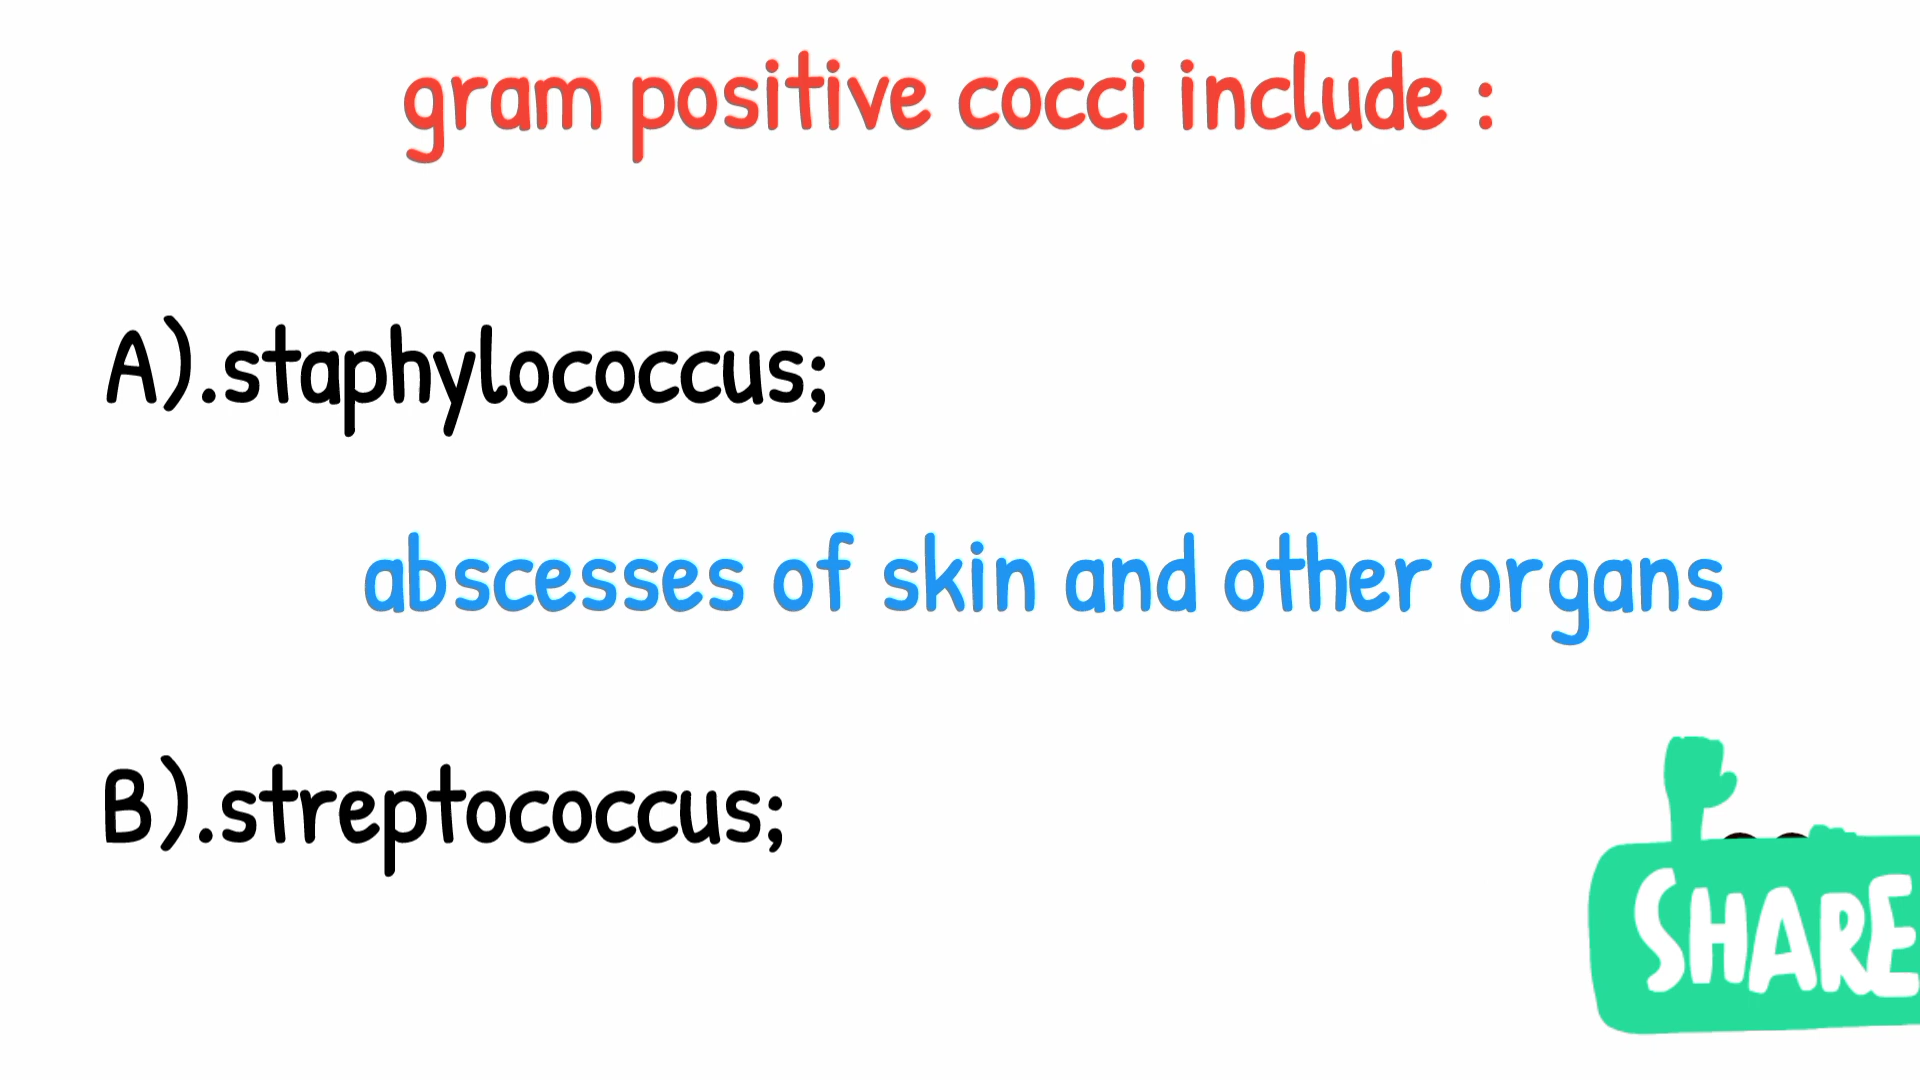 gram positive cocci include :
A).staphylococcus;
abscesses of skin and other organs
B).streptococcus;
SHARE